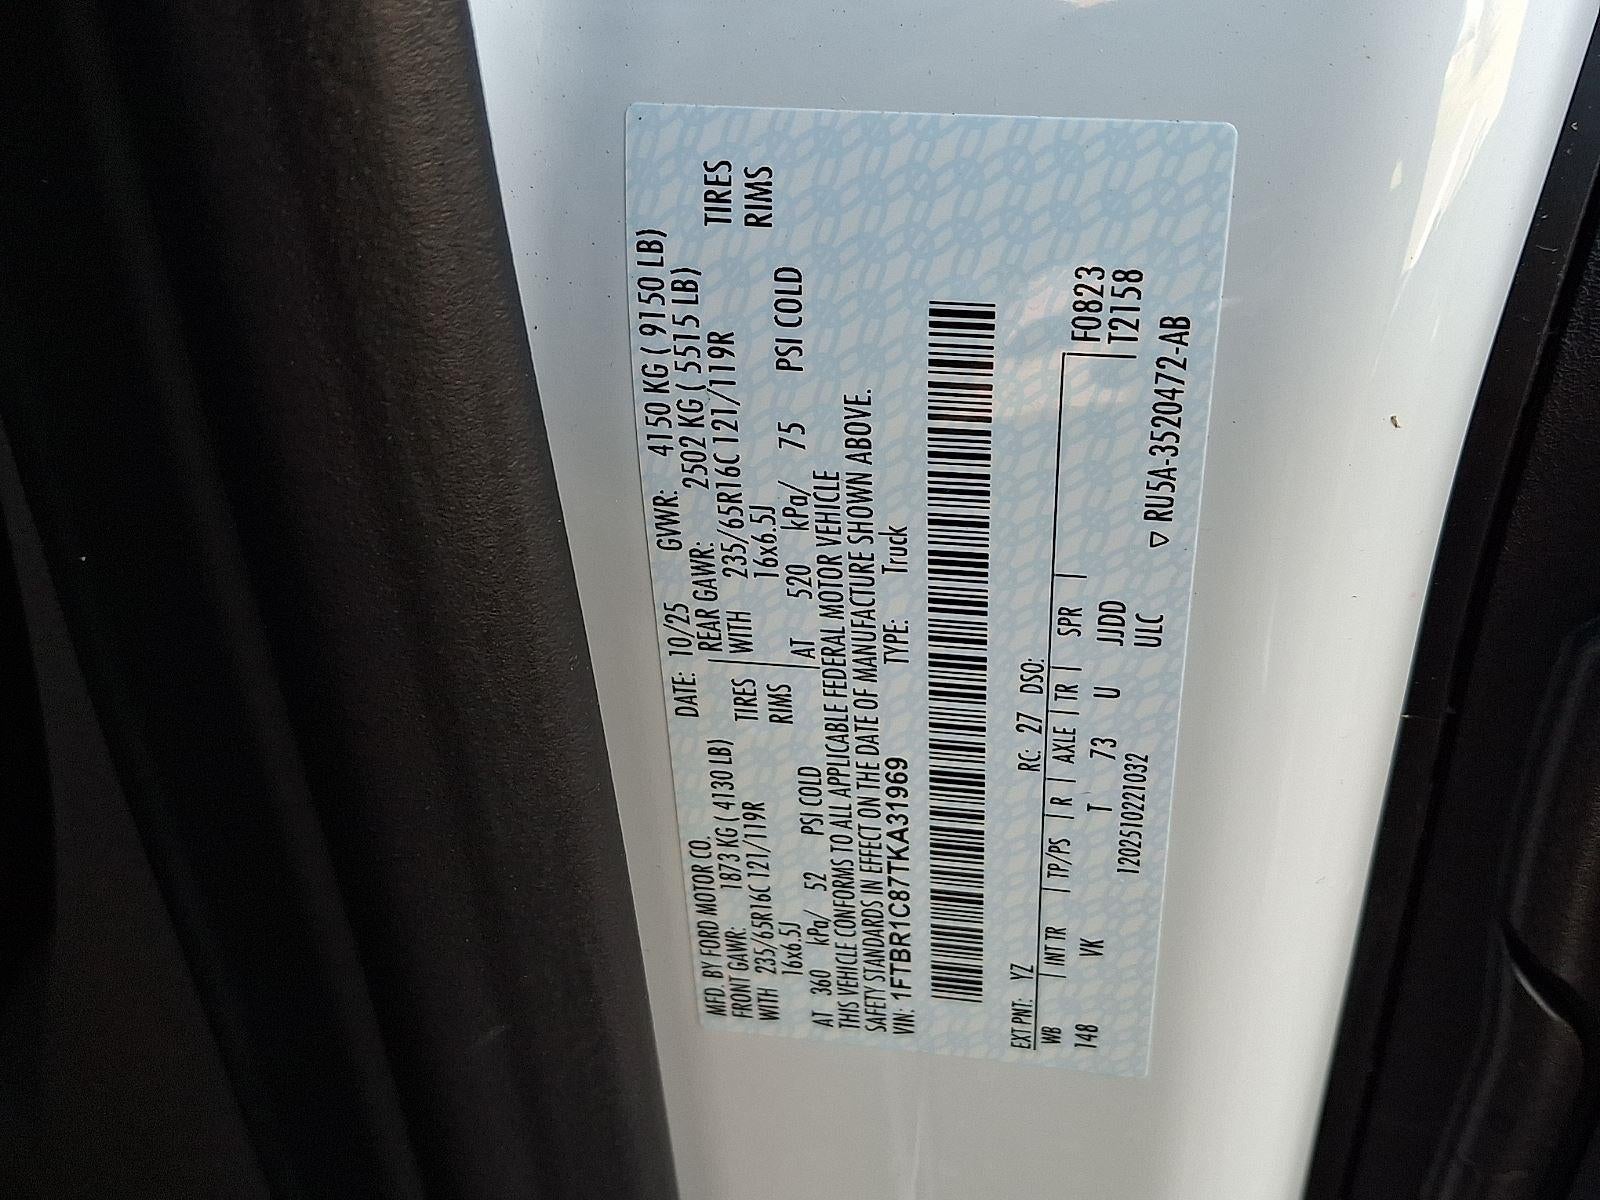 MFD. BY FORD MOTOR CO. DATE: 10/25 GVWR: 4150 KG ( 9150 LB)
FRONT GAWR: 1873 KG ( 4130 LB) REAR GAWR: 2502 KG ( 5515 LB)
WITH 235/65R16C 121/119R TIRES WITH 235/65R16C 121/119R TIRES
16x6.5J RIMS 16x6.5J RIMS
AT 360 kPa/ 52 PSI COLD AT 520 kPa/ 75 PSI COLD
THIS VEHICLE CONFORMS TO ALL APPLICABLE FEDERAL MOTOR VEHICLE
SAFETY STANDARDS IN EFFECT ON THE DATE OF MANUFACTURE SHOWN ABOVE.
VIN: 1FTBR1C87TKA31969 TYPE: Truck
EXT PNT: YZ RC: 27 DSO:
WB | INT TR | TP/PS | R | AXLE | TR | SPR | F0823
148 VK T 73 U JJDD T2158
1202510221032 ULC
▽ RU5A-3520472-AB